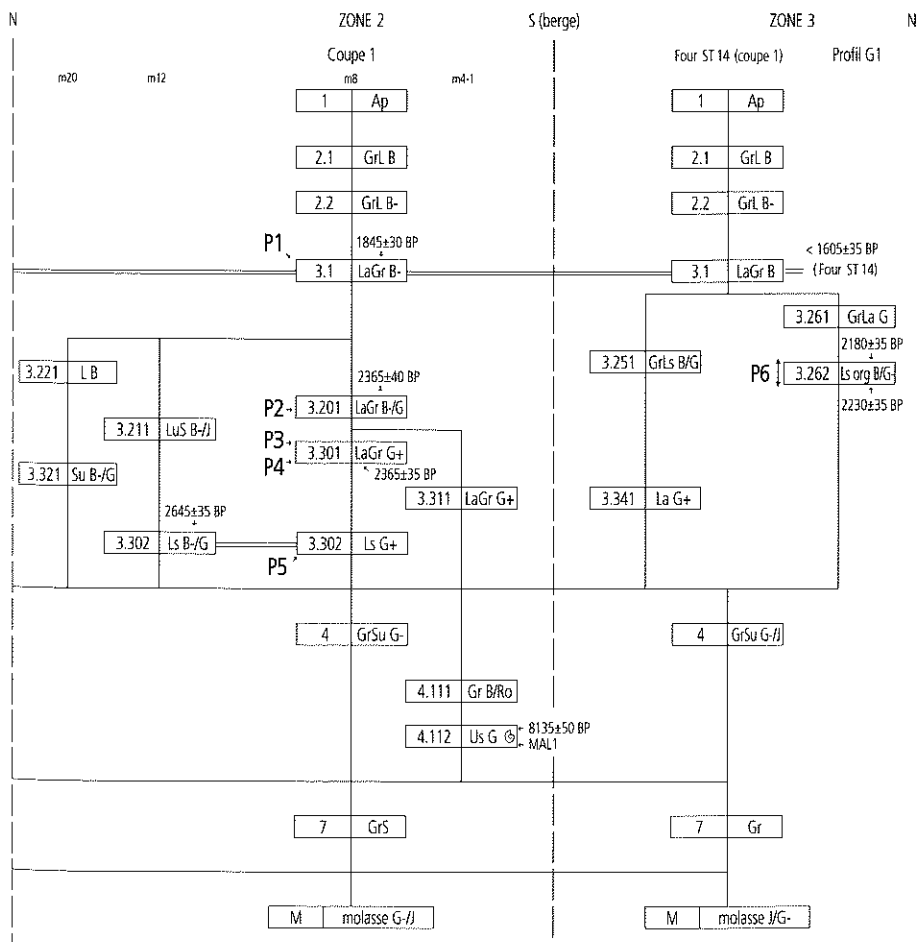 N ZONE 2 S (berge) ZONE 3 N
Coupe 1 Four ST 14 (coupe 1) Profil G1
m20 m12 m8 m4-1
1 Ap 1 Ap
2.1 GrL B 2.1 GrL B
2.2 GrL B- 2.2 GrL B-
P1 1845±30 BP < 1605±35 BP
3.1 LaGr B- 3.1 LaGr B (Four ST 14)
3.261 GrLa G
2180±35 BP
3.221 L B 3.251 GrLs B/G P6 3.262 Ls org B/G-
2365±40 BP 2230±35 BP
P2 3.201 LaGr B-/G
3.211 LuS B-/J P3
P4 3.301 LaGr G+
3.321 Su B-/G 2365±35 BP
3.311 LaGr G+ 3.341 La G+
2645±35 BP
3.302 Ls B-/G 3.302 Ls G+
P5
4 GrSu G- 4 GrSu G-/J
4.111 Gr B/Ro
4.112 Us G 8135±50 BP
MAL1
7 GrS 7 Gr
M molasse G-/J M molasse J/G-